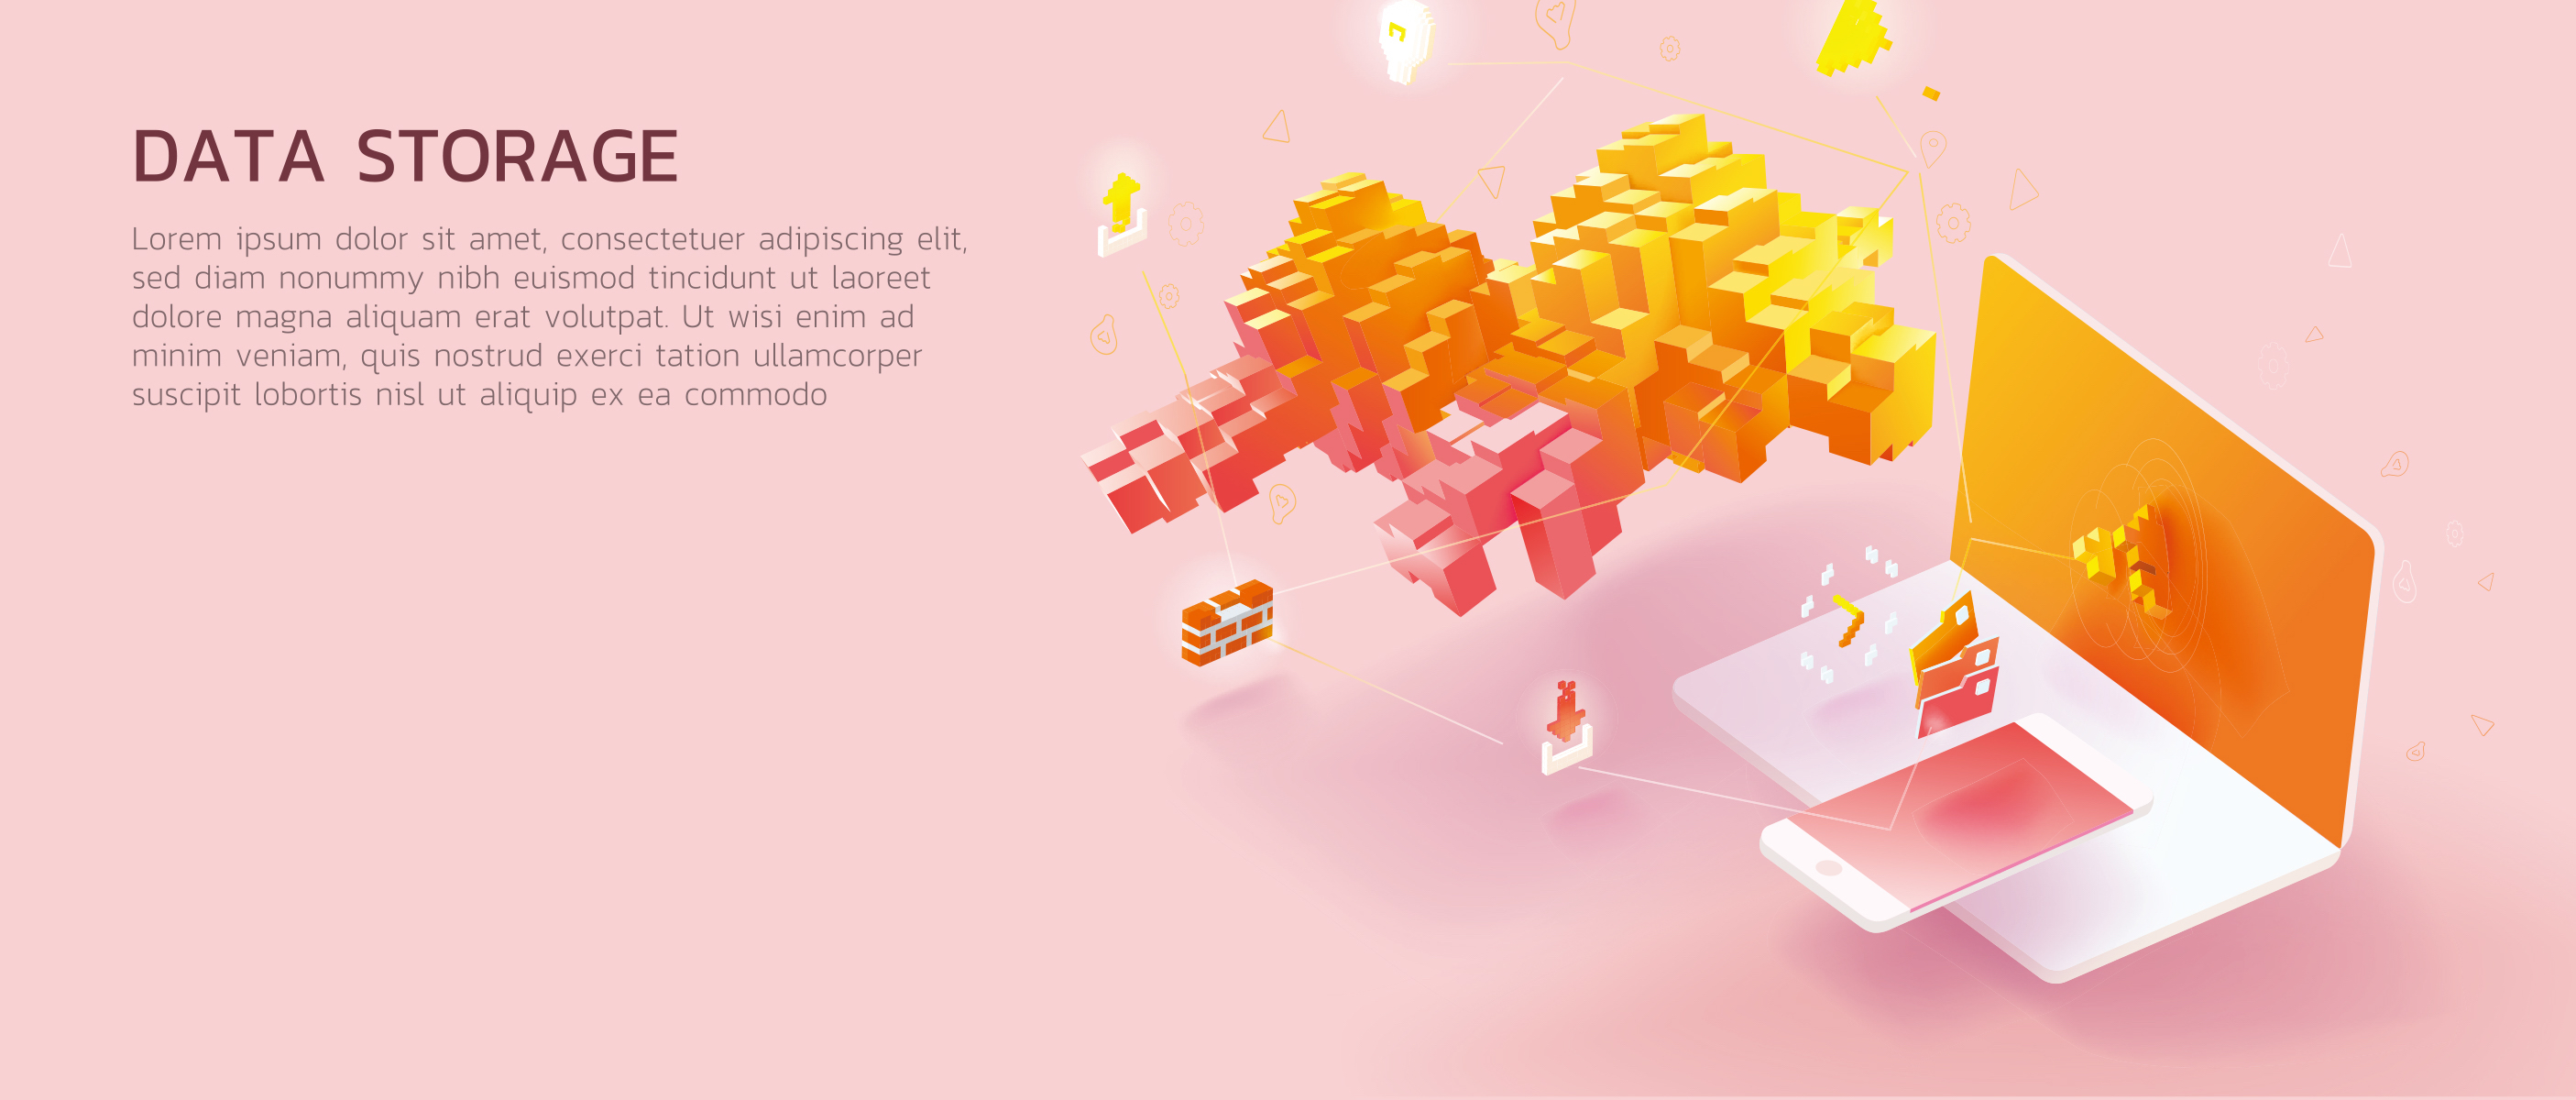 DATA STORAGE
Lorem ipsum dolor sit amet, consectetuer adipiscing elit,
sed diam nonummy nibh euismod tincidunt ut laoreet
dolore magna aliquam erat volutpat. Ut wisi enim ad
minim veniam, quis nostrud exerci tation ullamcorper
suscipit lobortis nisl ut aliquip ex ea commodo